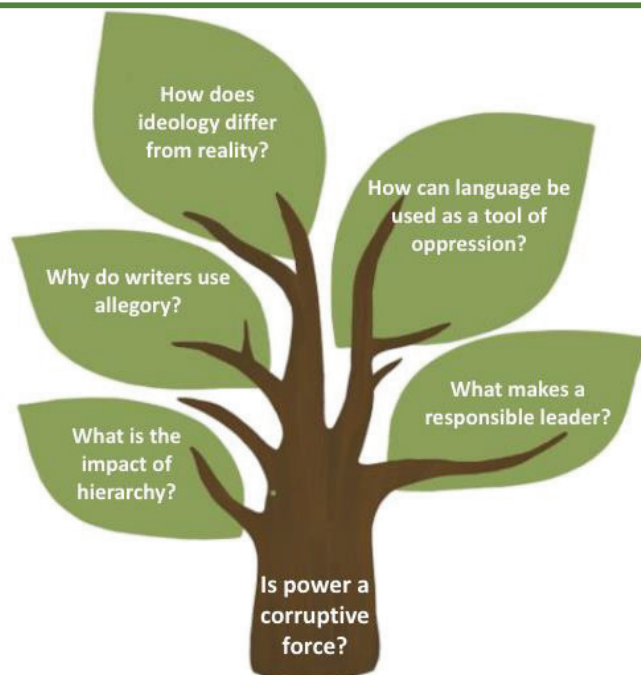 How does
ideology differ
from reality?
How can language be
used as a tool of
oppression?
Why do writers use
allegory?
What makes a
responsible leader?
What is the
impact of
hierarchy?
Is power a
corruptive
force?